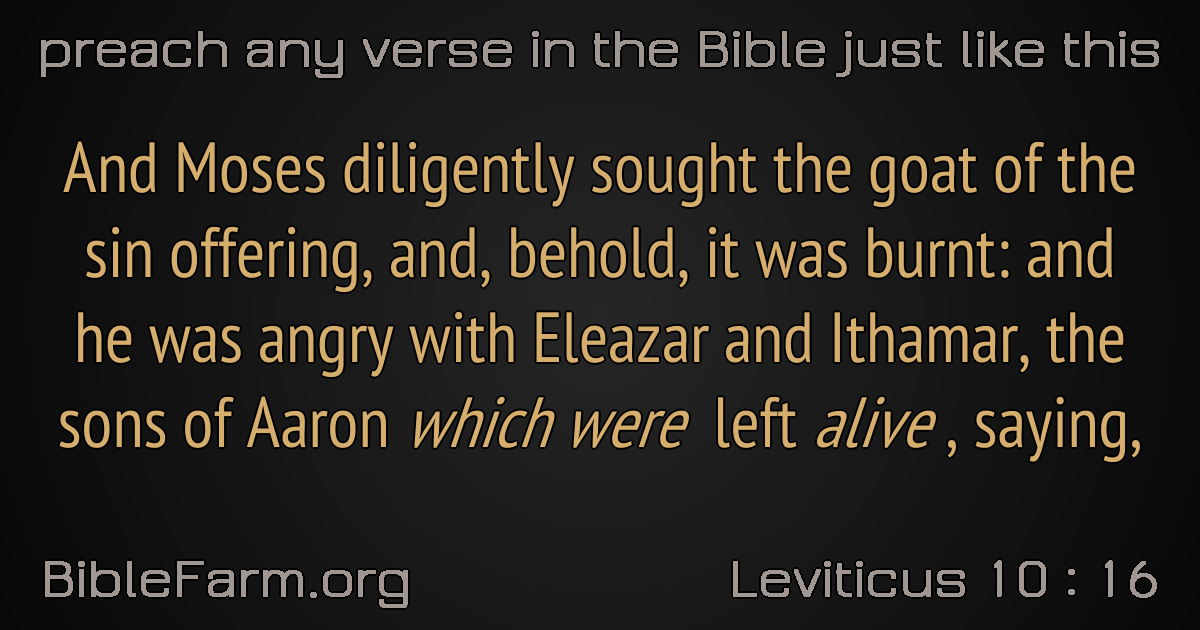 preach any verse in the Bible just like this
And Moses diligently sought the goat of the
sin offering, and, behold, it was burnt: and
he was angry with Eleazar and Ithamar, the
sons of Aaron which were left alive , saying,
BibleFarm.org
Leviticus 10 : 16